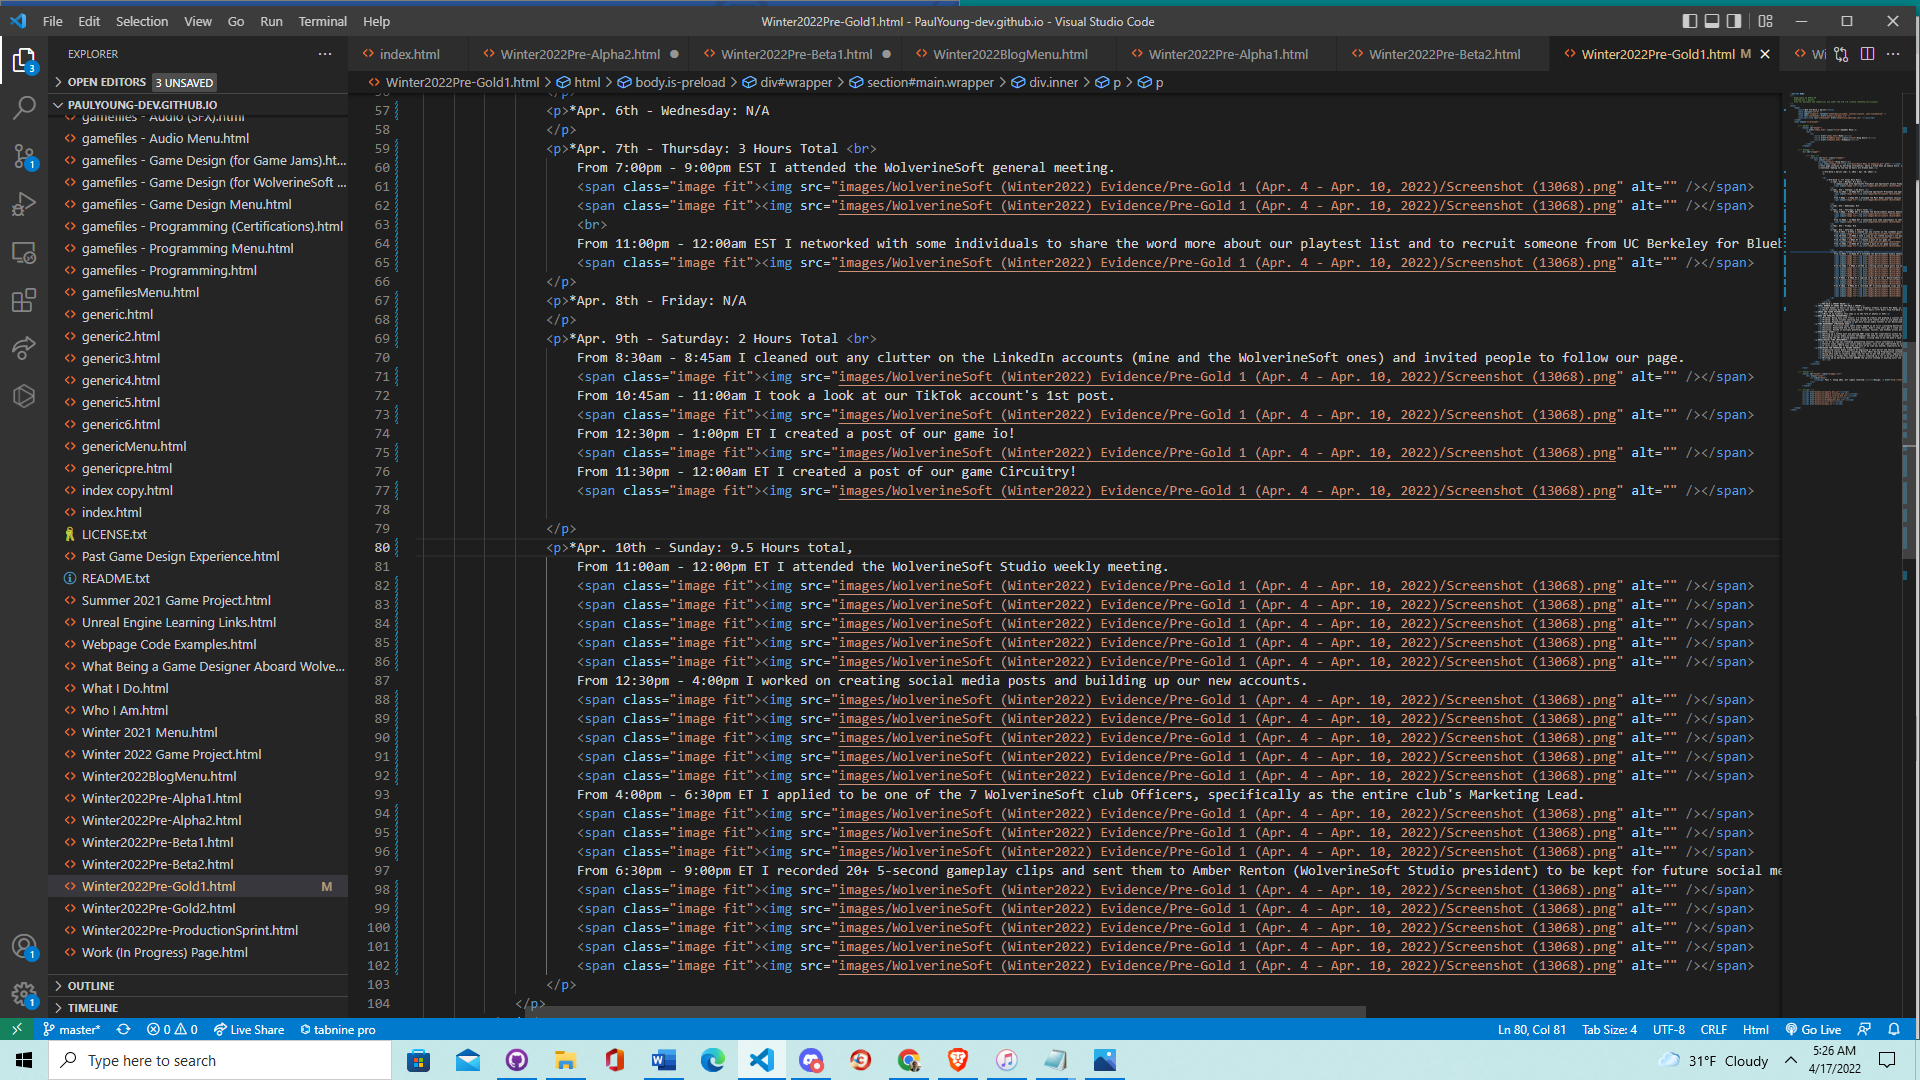 File Edit Selection View Go Run Terminal Help
Winter2022Pre-Gold1.html - PaulYoung-dev.github.io - Visual Studio Code
EXPLORER
index.html Winter2022Pre-Alpha2.html Winter2022Pre-Beta1.html Winter2022BlogMenu.html Winter2022Pre-Alpha1.html Winter2022Pre-Beta2.html Winter2022Pre-Gold1.html M Wi
OPEN EDITORS 3 UNSAVED
Winter2022Pre-Gold1.html > html > body.is-preload > div#wrapper > section#main.wrapper > div.inner > p > p
PAULYOUNG-DEV.GITHUB.IO
gamefiles - Audio (SFX).html
gamefiles - Audio Menu.html
gamefiles - Game Design (for Game Jams).ht...
gamefiles - Game Design (for WolverineSoft ...
gamefiles - Game Design Menu.html
gamefiles - Programming (Certifications).html
gamefiles - Programming Menu.html
gamefiles - Programming.html
gamefilesMenu.html
generic.html
generic2.html
generic3.html
generic4.html
generic5.html
generic6.html
genericMenu.html
genericpre.html
index copy.html
index.html
LICENSE.txt
Past Game Design Experience.html
README.txt
Summer 2021 Game Project.html
Unreal Engine Learning Links.html
Webpage Code Examples.html
What Being a Game Designer Aboard Wolve...
What I Do.html
Who I Am.html
Winter 2021 Menu.html
Winter 2022 Game Project.html
Winter2022BlogMenu.html
Winter2022Pre-Alpha1.html
Winter2022Pre-Alpha2.html
Winter2022Pre-Beta1.html
Winter2022Pre-Beta2.html
Winter2022Pre-Gold1.html M
Winter2022Pre-Gold2.html
Winter2022Pre-ProductionSprint.html
Work (In Progress) Page.html
OUTLINE
TIMELINE
56 </p>
57 <p>*Apr. 6th - Wednesday: N/A
58 </p>
59 <p>*Apr. 7th - Thursday: 3 Hours Total <br>
60 From 7:00pm - 9:00pm EST I attended the WolverineSoft general meeting.
61 <span class="image fit"><img src="images/WolverineSoft (Winter2022) Evidence/Pre-Gold 1 (Apr. 4 - Apr. 10, 2022)/Screenshot (13068).png" alt="" /></span>
62 <span class="image fit"><img src="images/WolverineSoft (Winter2022) Evidence/Pre-Gold 1 (Apr. 4 - Apr. 10, 2022)/Screenshot (13068).png" alt="" /></span>
63 <br>
64 From 11:00pm - 12:00am EST I networked with some individuals to share the word more about our playtest list and to recruit someone from UC Berkeley for Blueb
65 <span class="image fit"><img src="images/WolverineSoft (Winter2022) Evidence/Pre-Gold 1 (Apr. 4 - Apr. 10, 2022)/Screenshot (13068).png" alt="" /></span>
66 </p>
67 <p>*Apr. 8th - Friday: N/A
68 </p>
69 <p>*Apr. 9th - Saturday: 2 Hours Total <br>
70 From 8:30am - 8:45am I cleaned out any clutter on the LinkedIn accounts (mine and the WolverineSoft ones) and invited people to follow our page.
71 <span class="image fit"><img src="images/WolverineSoft (Winter2022) Evidence/Pre-Gold 1 (Apr. 4 - Apr. 10, 2022)/Screenshot (13068).png" alt="" /></span>
72 From 10:45am - 11:00am I took a look at our TikTok account's 1st post.
73 <span class="image fit"><img src="images/WolverineSoft (Winter2022) Evidence/Pre-Gold 1 (Apr. 4 - Apr. 10, 2022)/Screenshot (13068).png" alt="" /></span>
74 From 12:30pm - 1:00pm ET I created a post of our game io!
75 <span class="image fit"><img src="images/WolverineSoft (Winter2022) Evidence/Pre-Gold 1 (Apr. 4 - Apr. 10, 2022)/Screenshot (13068).png" alt="" /></span>
76 From 11:30pm - 12:00am ET I created a post of our game Circuitry!
77 <span class="image fit"><img src="images/WolverineSoft (Winter2022) Evidence/Pre-Gold 1 (Apr. 4 - Apr. 10, 2022)/Screenshot (13068).png" alt="" /></span>
78
79 </p>
80 <p>*Apr. 10th - Sunday: 9.5 Hours total,
81 From 11:00am - 12:00pm ET I attended the WolverineSoft Studio weekly meeting.
82 <span class="image fit"><img src="images/WolverineSoft (Winter2022) Evidence/Pre-Gold 1 (Apr. 4 - Apr. 10, 2022)/Screenshot (13068).png" alt="" /></span>
83 <span class="image fit"><img src="images/WolverineSoft (Winter2022) Evidence/Pre-Gold 1 (Apr. 4 - Apr. 10, 2022)/Screenshot (13068).png" alt="" /></span>
84 <span class="image fit"><img src="images/WolverineSoft (Winter2022) Evidence/Pre-Gold 1 (Apr. 4 - Apr. 10, 2022)/Screenshot (13068).png" alt="" /></span>
85 <span class="image fit"><img src="images/WolverineSoft (Winter2022) Evidence/Pre-Gold 1 (Apr. 4 - Apr. 10, 2022)/Screenshot (13068).png" alt="" /></span>
86 <span class="image fit"><img src="images/WolverineSoft (Winter2022) Evidence/Pre-Gold 1 (Apr. 4 - Apr. 10, 2022)/Screenshot (13068).png" alt="" /></span>
87 From 12:30pm - 4:00pm I worked on creating social media posts and building up our new accounts.
88 <span class="image fit"><img src="images/WolverineSoft (Winter2022) Evidence/Pre-Gold 1 (Apr. 4 - Apr. 10, 2022)/Screenshot (13068).png" alt="" /></span>
89 <span class="image fit"><img src="images/WolverineSoft (Winter2022) Evidence/Pre-Gold 1 (Apr. 4 - Apr. 10, 2022)/Screenshot (13068).png" alt="" /></span>
90 <span class="image fit"><img src="images/WolverineSoft (Winter2022) Evidence/Pre-Gold 1 (Apr. 4 - Apr. 10, 2022)/Screenshot (13068).png" alt="" /></span>
91 <span class="image fit"><img src="images/WolverineSoft (Winter2022) Evidence/Pre-Gold 1 (Apr. 4 - Apr. 10, 2022)/Screenshot (13068).png" alt="" /></span>
92 <span class="image fit"><img src="images/WolverineSoft (Winter2022) Evidence/Pre-Gold 1 (Apr. 4 - Apr. 10, 2022)/Screenshot (13068).png" alt="" /></span>
93 From 4:00pm - 6:30pm ET I applied to be one of the 7 WolverineSoft club Officers, specifically as the entire club's Marketing Lead.
94 <span class="image fit"><img src="images/WolverineSoft (Winter2022) Evidence/Pre-Gold 1 (Apr. 4 - Apr. 10, 2022)/Screenshot (13068).png" alt="" /></span>
95 <span class="image fit"><img src="images/WolverineSoft (Winter2022) Evidence/Pre-Gold 1 (Apr. 4 - Apr. 10, 2022)/Screenshot (13068).png" alt="" /></span>
96 <span class="image fit"><img src="images/WolverineSoft (Winter2022) Evidence/Pre-Gold 1 (Apr. 4 - Apr. 10, 2022)/Screenshot (13068).png" alt="" /></span>
97 From 6:30pm - 9:00pm ET I recorded 20+ 5-second gameplay clips and sent them to Amber Renton (WolverineSoft Studio president) to be kept for future social me
98 <span class="image fit"><img src="images/WolverineSoft (Winter2022) Evidence/Pre-Gold 1 (Apr. 4 - Apr. 10, 2022)/Screenshot (13068).png" alt="" /></span>
99 <span class="image fit"><img src="images/WolverineSoft (Winter2022) Evidence/Pre-Gold 1 (Apr. 4 - Apr. 10, 2022)/Screenshot (13068).png" alt="" /></span>
100 <span class="image fit"><img src="images/WolverineSoft (Winter2022) Evidence/Pre-Gold 1 (Apr. 4 - Apr. 10, 2022)/Screenshot (13068).png" alt="" /></span>
101 <span class="image fit"><img src="images/WolverineSoft (Winter2022) Evidence/Pre-Gold 1 (Apr. 4 - Apr. 10, 2022)/Screenshot (13068).png" alt="" /></span>
102 <span class="image fit"><img src="images/WolverineSoft (Winter2022) Evidence/Pre-Gold 1 (Apr. 4 - Apr. 10, 2022)/Screenshot (13068).png" alt="" /></span>
103 </p>
104 </p>
master* 0 0 Live Share tabnine pro Ln 80, Col 81 Tab Size: 4 UTF-8 CRLF Html Go Live
Type here to search 31°F Cloudy 5:26 AM
4/17/2022